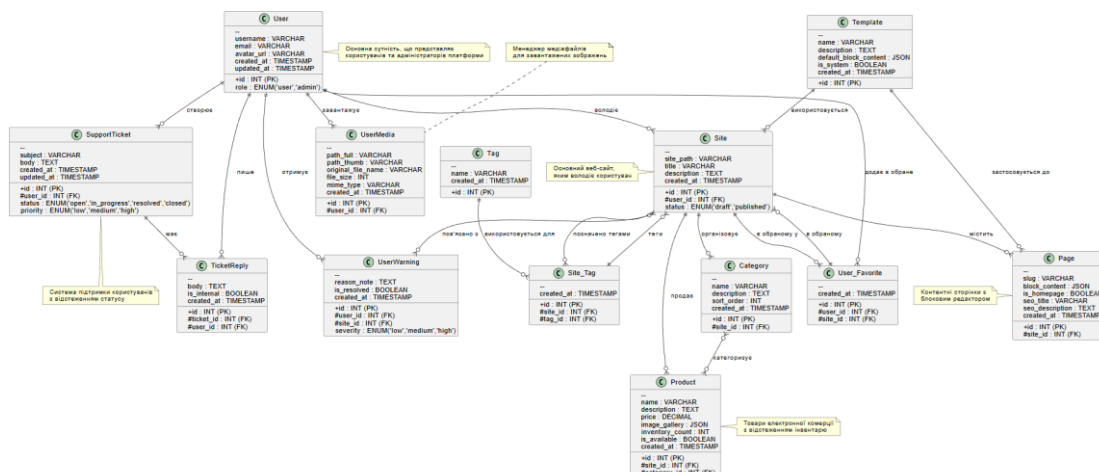 C User
--
username : VARCHAR
email : VARCHAR
avatar_url : VARCHAR
created_at : TIMESTAMP
updated_at : TIMESTAMP
+id : INT (PK)
role : ENUM('user','admin')
Основна сутність, що представляє
користувачів та адміністраторів платформи
Менеджер медіафайлів
для завантажених зображень
C Template
--
name : VARCHAR
description : TEXT
default_block_content : JSON
is_system : BOOLEAN
created_at : TIMESTAMP
+id : INT (PK)
створює
завантажує
володіє
використовується
C SupportTicket
--
subject : VARCHAR
body : TEXT
created_at : TIMESTAMP
updated_at : TIMESTAMP
+id : INT (PK)
#user_id : INT (FK)
status : ENUM('open','in_progress','resolved','closed')
priority : ENUM('low','medium','high')
пише
отримує
C UserMedia
--
path_full : VARCHAR
path_thumb : VARCHAR
original_file_name : VARCHAR
file_size : INT
mime_type : VARCHAR
created_at : TIMESTAMP
+id : INT (PK)
#user_id : INT (FK)
C Tag
--
name : VARCHAR
created_at : TIMESTAMP
+id : INT (PK)
Основний веб-сайт,
яким володіє користувач
C Site
--
site_path : VARCHAR
title : VARCHAR
description : TEXT
created_at : TIMESTAMP
+id : INT (PK)
#user_id : INT (FK)
status : ENUM('draft','published')
додає в обране
застосовується до
має
пов'язано з
використовується для
позначено тегами
теги
організовує
в обраному у
в обраному
містить
Система підтримки користувачів
з відстеженням статусу
C TicketReply
--
body : TEXT
is_internal : BOOLEAN
created_at : TIMESTAMP
+id : INT (PK)
#ticket_id : INT (FK)
#user_id : INT (FK)
C UserWarning
--
reason_note : TEXT
is_resolved : BOOLEAN
created_at : TIMESTAMP
+id : INT (PK)
#user_id : INT (FK)
#site_id : INT (FK)
severity : ENUM('low','medium','high')
C Site_Tag
--
created_at : TIMESTAMP
+id : INT (PK)
#site_id : INT (FK)
#tag_id : INT (FK)
продає
C Category
--
name : VARCHAR
description : TEXT
sort_order : INT
created_at : TIMESTAMP
+id : INT (PK)
#site_id : INT (FK)
C User_Favorite
--
created_at : TIMESTAMP
+id : INT (PK)
#user_id : INT (FK)
#site_id : INT (FK)
Контентні сторінки з
блоковим редактором
C Page
--
slug : VARCHAR
block_content : JSON
is_homepage : BOOLEAN
seo_title : VARCHAR
seo_description : TEXT
created_at : TIMESTAMP
+id : INT (PK)
#site_id : INT (FK)
категоризує
C Product
--
name : VARCHAR
description : TEXT
price : DECIMAL
image_gallery : JSON
inventory_count : INT
is_available : BOOLEAN
created_at : TIMESTAMP
+id : INT (PK)
#site_id : INT (FK)
Товари електронної комерції
з відстеженням інвентарю